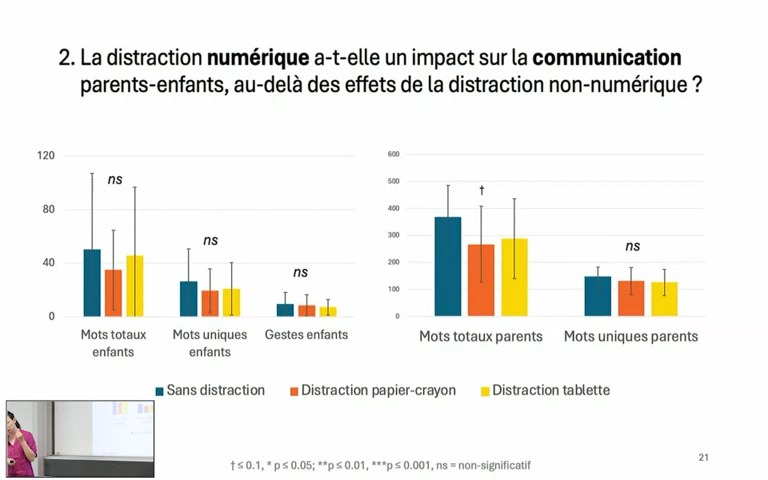 2. La distraction numérique a-t-elle un impact sur la communication
parents-enfants, au-delà des effets de la distraction non-numérique ?
120
80
40
0
ns
ns
ns
Mots totaux
enfants
Mots uniques
enfants
Gestes enfants
600
500
400
300
200
100
0
†
ns
Mots totaux parents
Mots uniques parents
Sans distraction
Distraction papier-crayon
Distraction tablette
† ≤ 0.1, * p ≤ 0.05; **p ≤ 0.01, ***p ≤ 0.001, ns = non-significatif
21